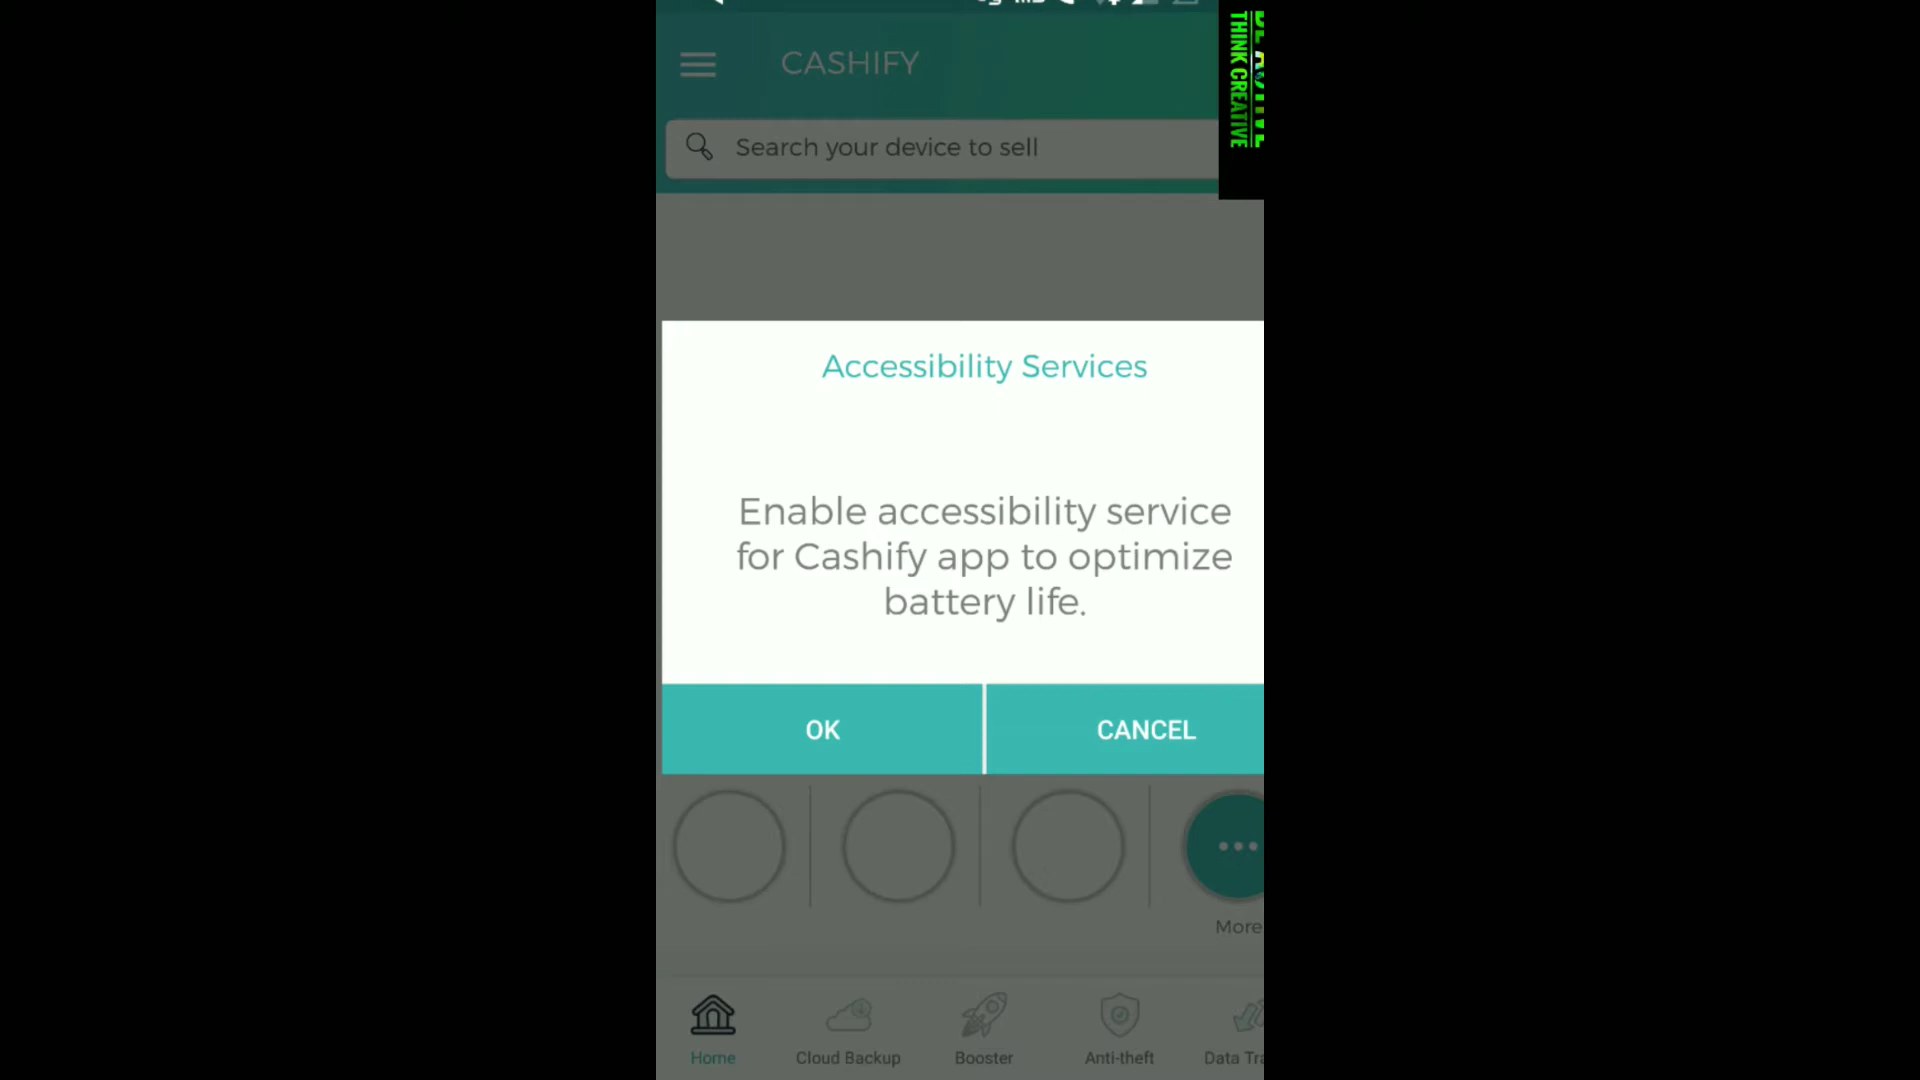 CASHIFY
THINK CREATIVE
Search your device to sell
Accessibility Services
Enable accessibility service
for Cashify app to optimize
battery life.
OK
CANCEL
More
Home
Cloud Backup
Booster
Anti-theft
Data